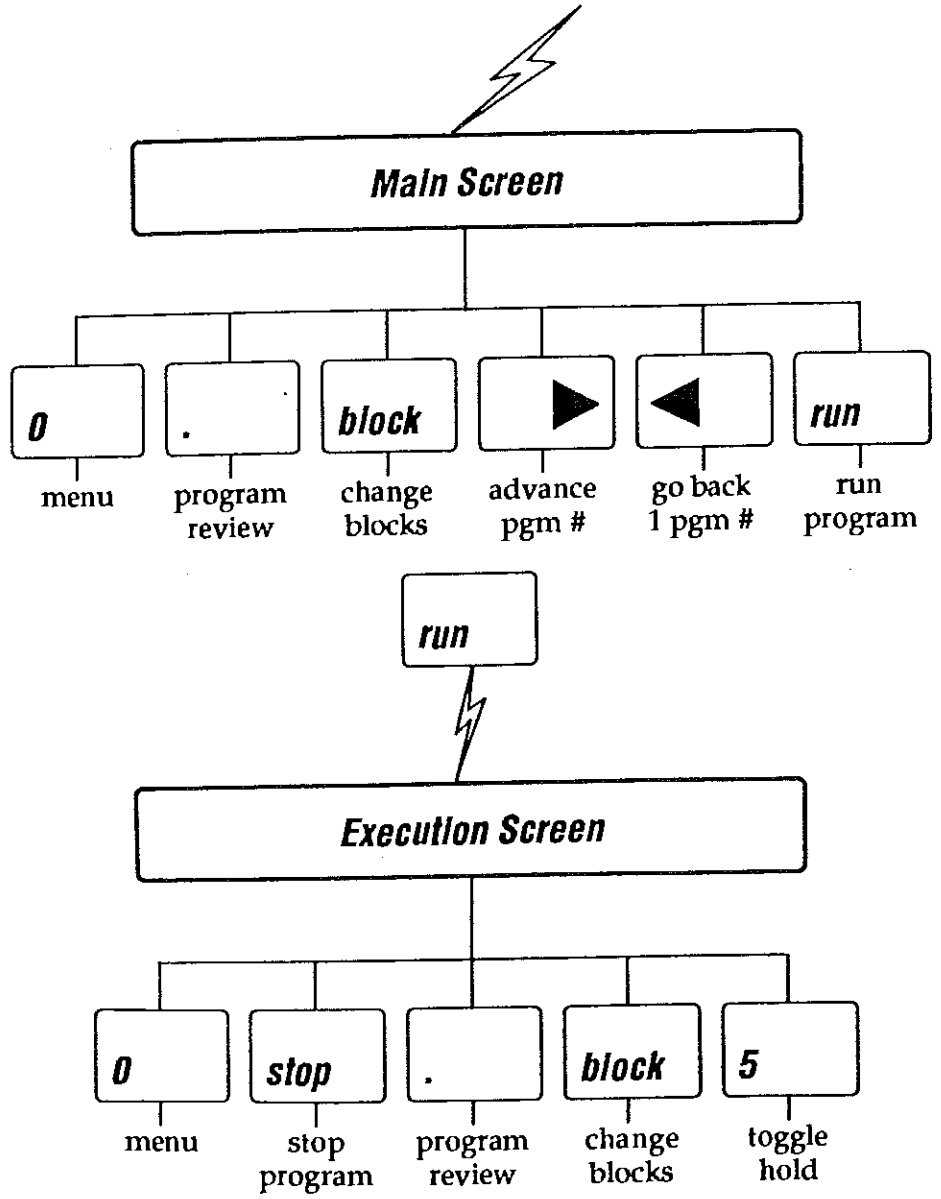 Main Screen
0
.
block
run
menu
program
review
change
blocks
advance
pgm #
go back
1 pgm #
run
program
run
Execution Screen
0
stop
.
block
5
menu
stop
program
program
review
change
blocks
toggle
hold